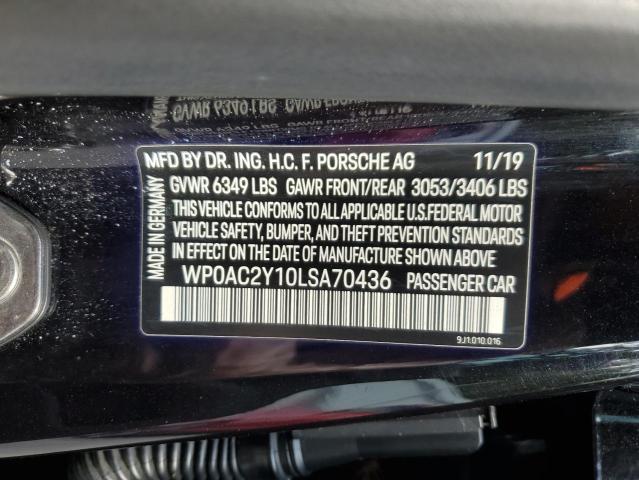 MFD BY DR. ING. H.C. F. PORSCHE AG 11/19
GVWR 6349 LBS GAWR FRONT/REAR 3053/3406 LBS
THIS VEHICLE CONFORMS TO ALL APPLICABLE U.S.FEDERAL MOTOR
VEHICLE SAFETY, BUMPER, AND THEFT PREVENTION STANDARDS
IN EFFECT ON THE DATE OF MANUFACTURE SHOWN ABOVE
WP0AC2Y10LSA70436 PASSENGER CAR
9J1.010.016
MADE IN GERMANY